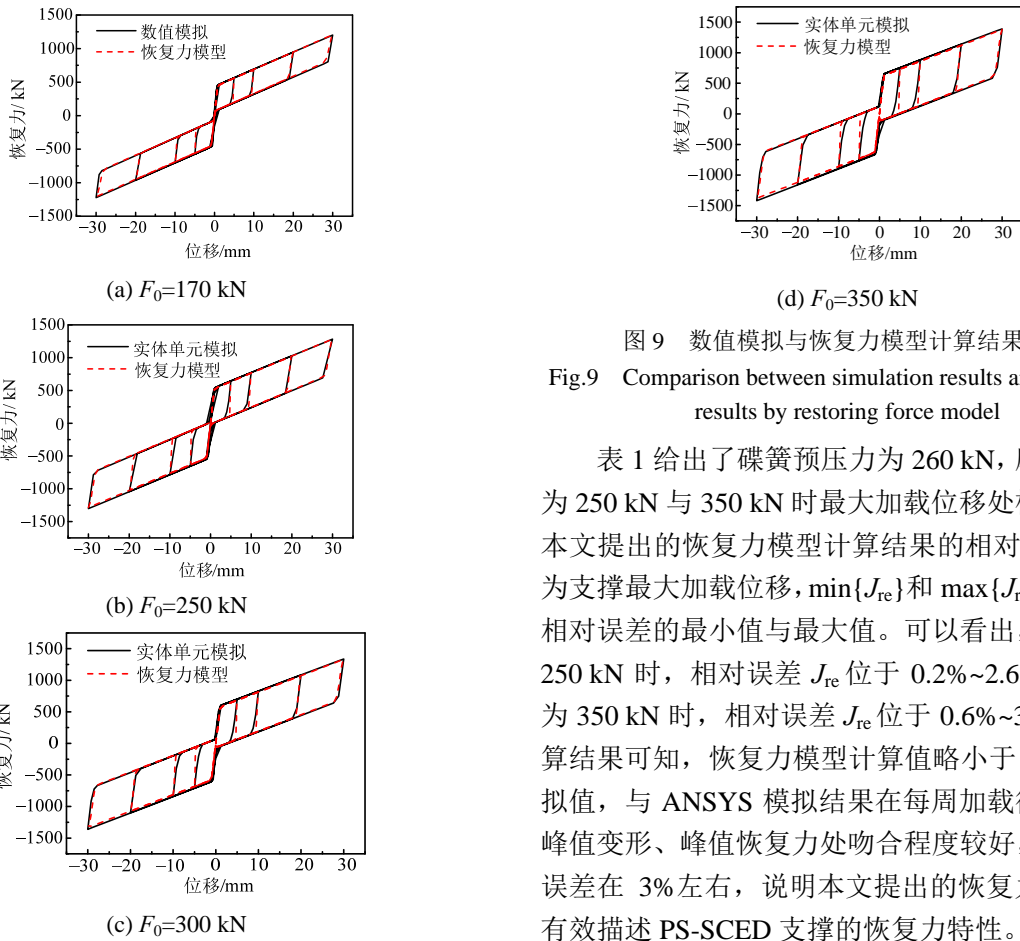 1500
1000
500
0
−500
−1000
−1500
−30 −20 −10 0 10 20 30
恢复力/ kN
位移/mm
数值模拟
恢复力模型
(a) F0=170 kN
1500
1000
500
0
−500
−1000
−1500
−30 −20 −10 0 10 20 30
恢复力/ kN
位移/mm
实体单元模拟
恢复力模型
(b) F0=250 kN
1500
1000
500
0
−500
−1000
−1500
−30 −20 −10 0 10 20 30
恢复力/ kN
位移/mm
实体单元模拟
恢复力模型
(c) F0=300 kN
1500
1000
500
0
−500
−1000
−1500
−30 −20 −10 0 10 20 30
恢复力/ kN
位移/mm
实体单元模拟
恢复力模型
(d) F0=350 kN
图 9 数值模拟与恢复力模型计算结果
Fig.9 Comparison between simulation results
results by restoring force model
表 1 给出了碟簧预压力为 260 kN,
为 250 kN 与 350 kN 时最大加载位移处
本文提出的恢复力模型计算结果的相对
为支撑最大加载位移，min{Jre}和 max{J
相对误差的最小值与最大值。可以看出，
250 kN 时，相对误差 Jre 位于 0.2%~2.6
为 350 kN 时，相对误差 Jre 位于 0.6%~3
算结果可知，恢复力模型计算值略小于
拟值，与 ANSYS 模拟结果在每周加载
峰值变形、峰值恢复力处吻合程度较好，
误差在 3%左右，说明本文提出的恢复
有效描述 PS-SCED 支撑的恢复力特性。